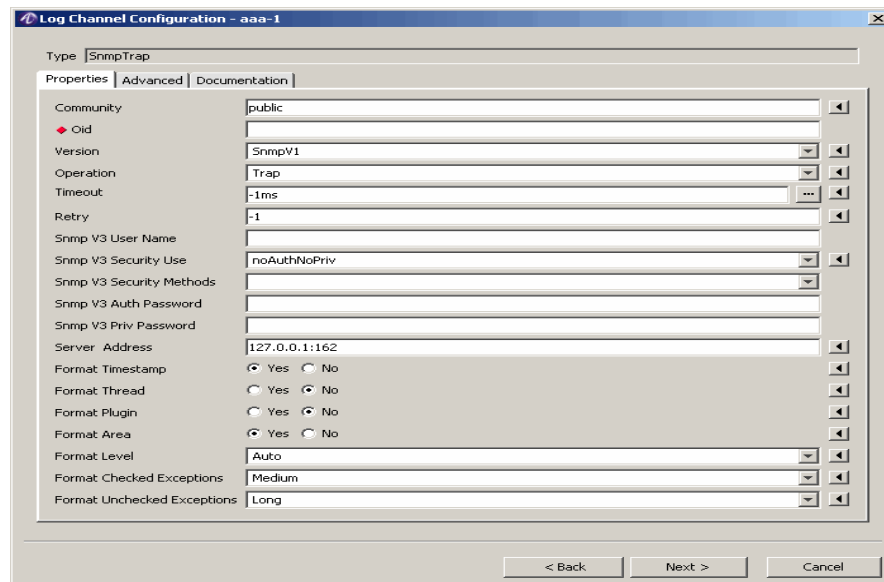 Log Channel Configuration - aaa-1
Type SnmpTrap
Properties Advanced Documentation
Community public
Oid
Version SnmpV1
Operation Trap
Timeout -1ms ...
Retry -1
Snmp V3 User Name
Snmp V3 Security Use noAuthNoPriv
Snmp V3 Security Methods
Snmp V3 Auth Password
Snmp V3 Priv Password
Server Address 127.0.0.1:162
Format Timestamp Yes No
Format Thread Yes No
Format Plugin Yes No
Format Area Yes No
Format Level Auto
Format Checked Exceptions Medium
Format Unchecked Exceptions Long
< Back Next > Cancel